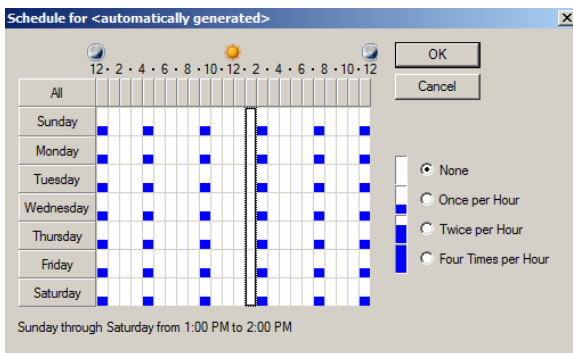 Schedule for <automatically generated>
12 · 2 · 4 · 6 · 8 · 10 · 12 · 2 · 4 · 6 · 8 · 10 · 12
OK
Cancel
All
Sunday
Monday
Tuesday
Wednesday
Thursday
Friday
Saturday
None
Once per Hour
Twice per Hour
Four Times per Hour
Sunday through Saturday from 1:00 PM to 2:00 PM